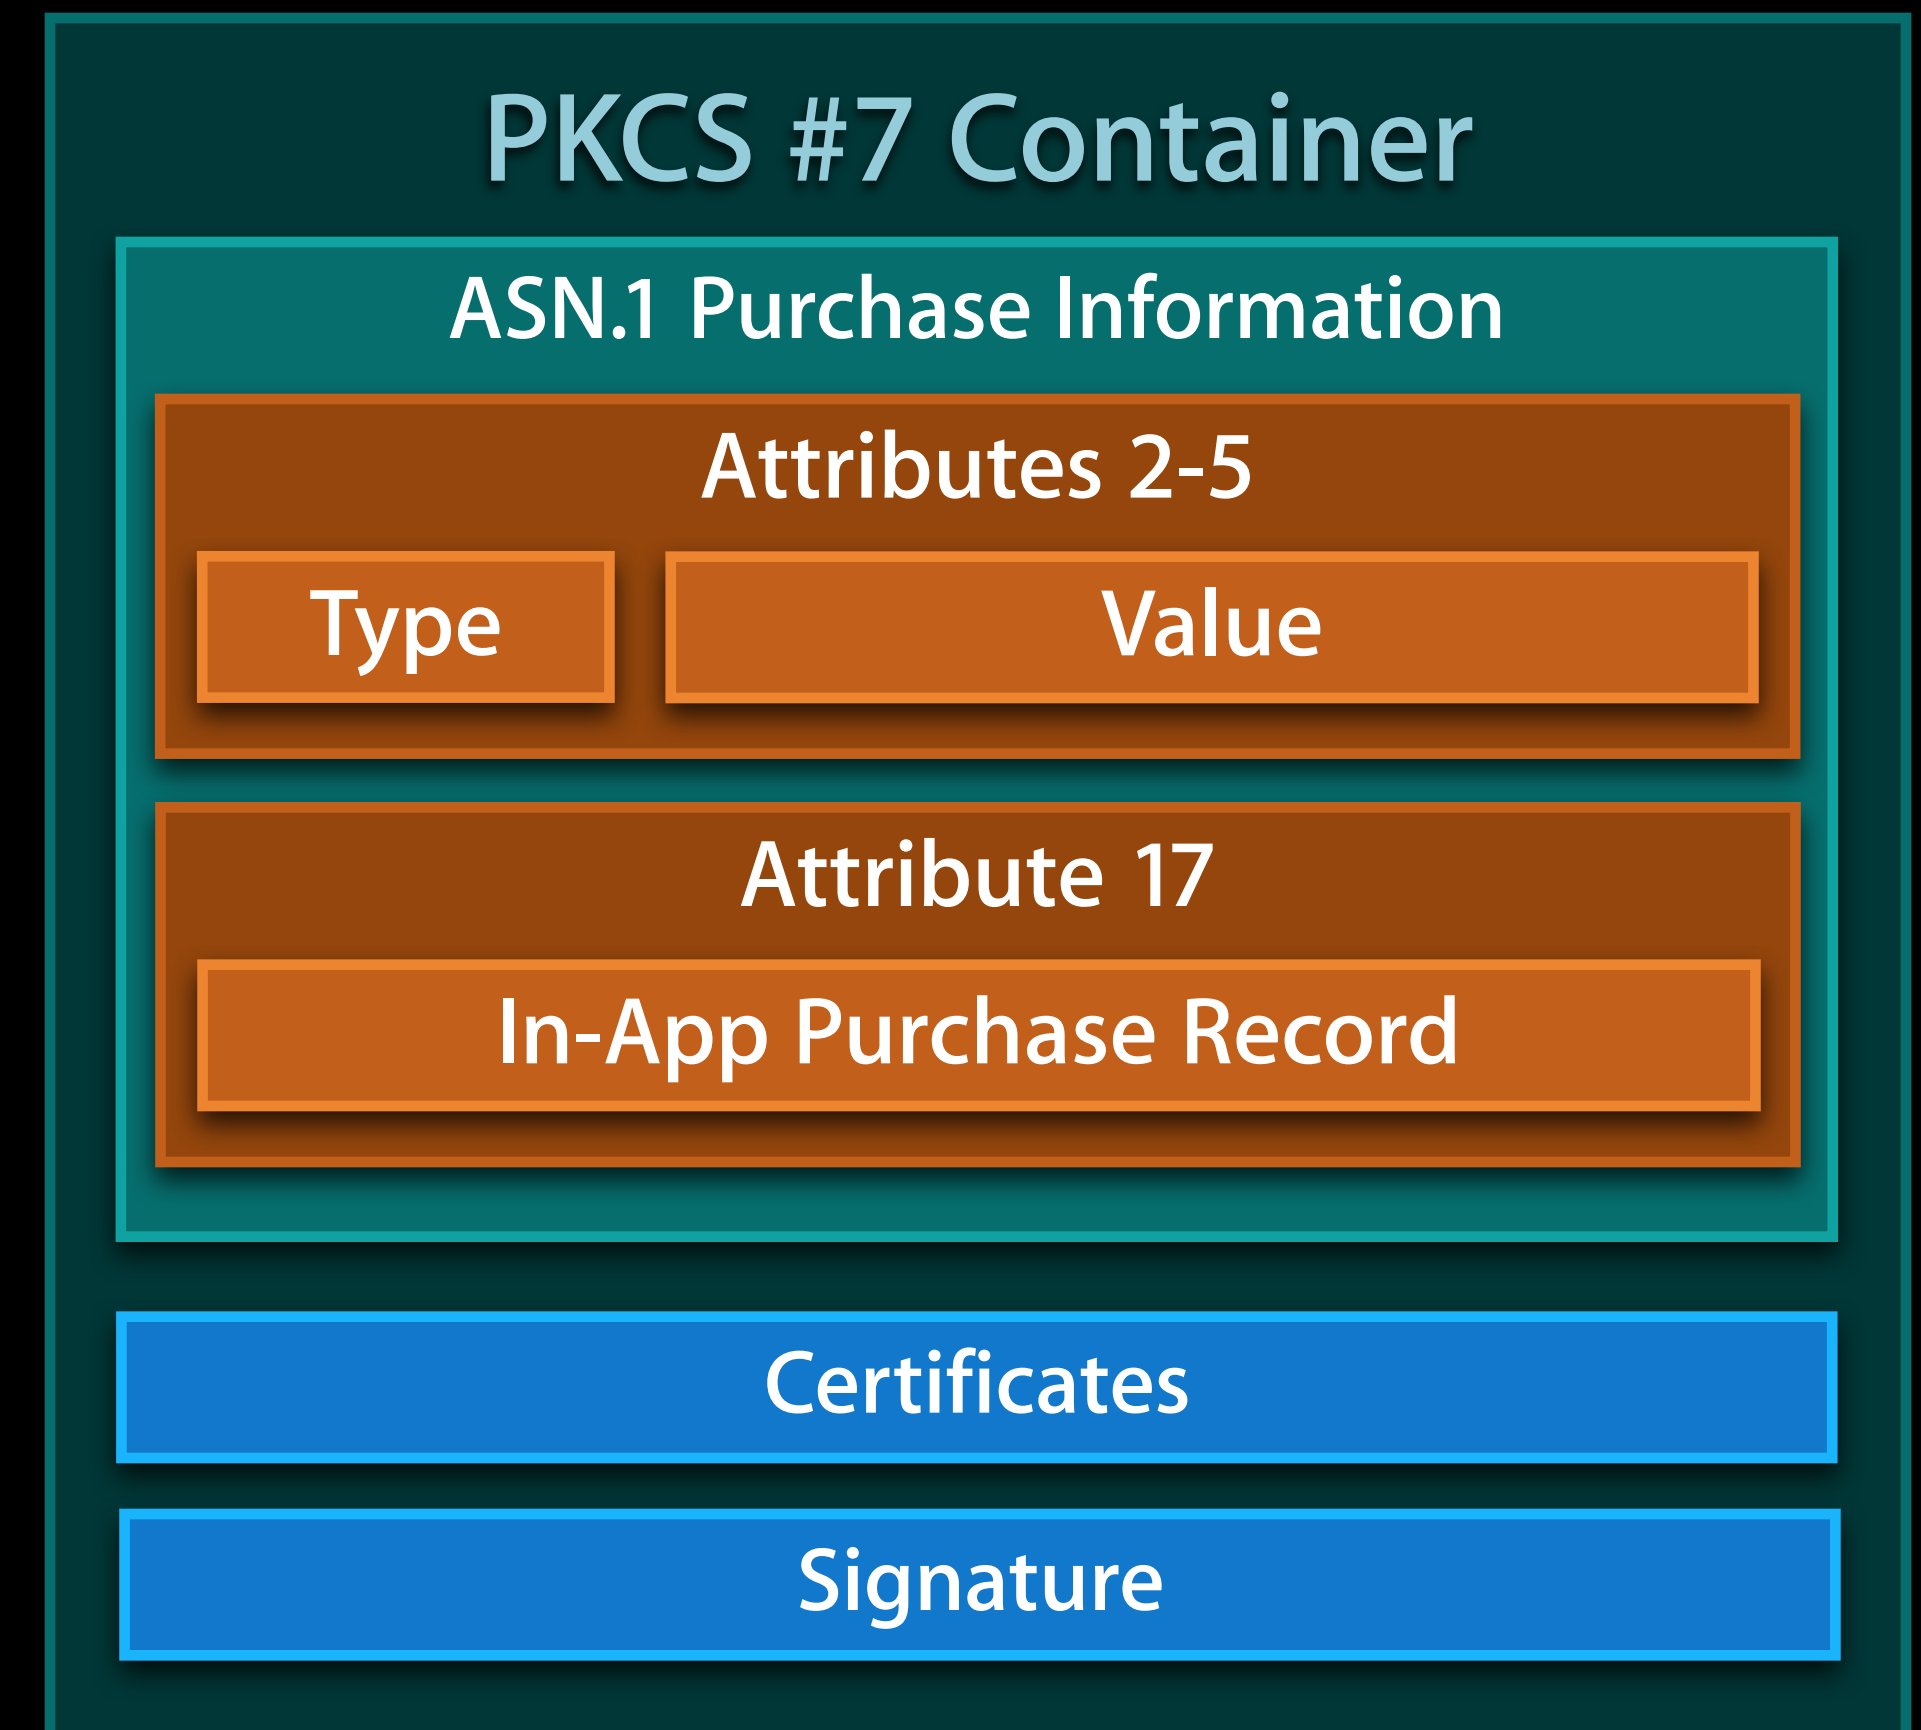 PKCS #7 Container
ASN.1 Purchase Information
Attributes 2-5
Type
Value
Attribute 17
In-App Purchase Record
Certificates
Signature